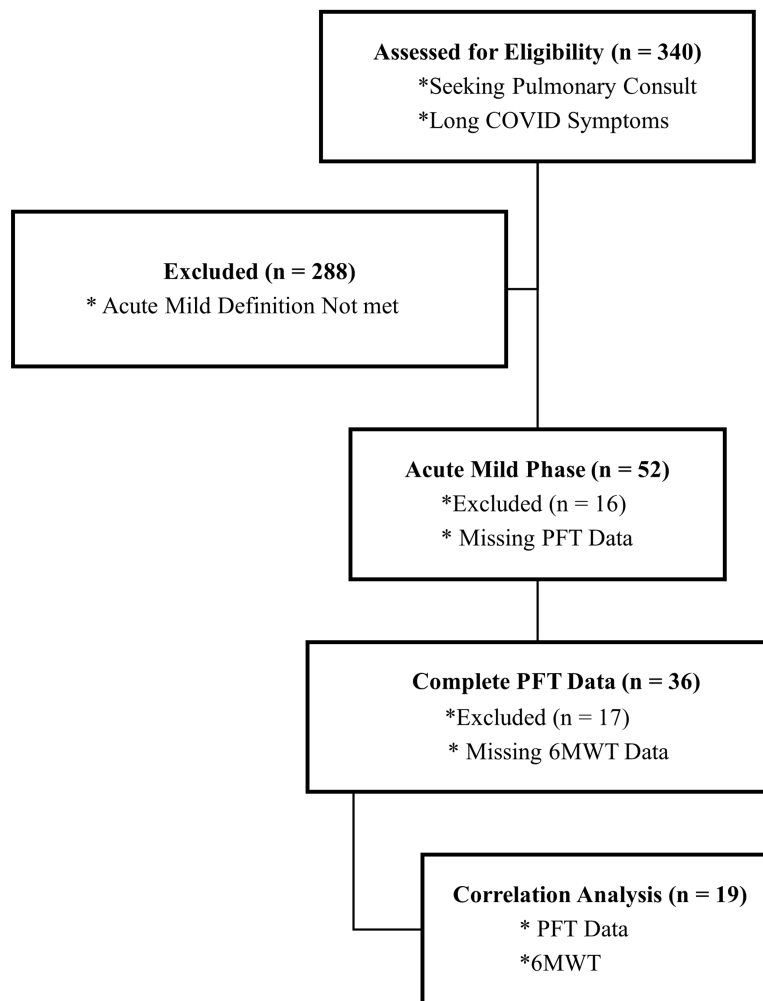 Assessed for Eligibility (n = 340)
*Seeking Pulmonary Consult
*Long COVID Symptoms
Excluded (n = 288)
* Acute Mild Definition Not met
Acute Mild Phase (n = 52)
*Excluded (n = 16)
* Missing PFT Data
Complete PFT Data (n = 36)
*Excluded (n = 17)
* Missing 6MWT Data
Correlation Analysis (n = 19)
* PFT Data
*6MWT